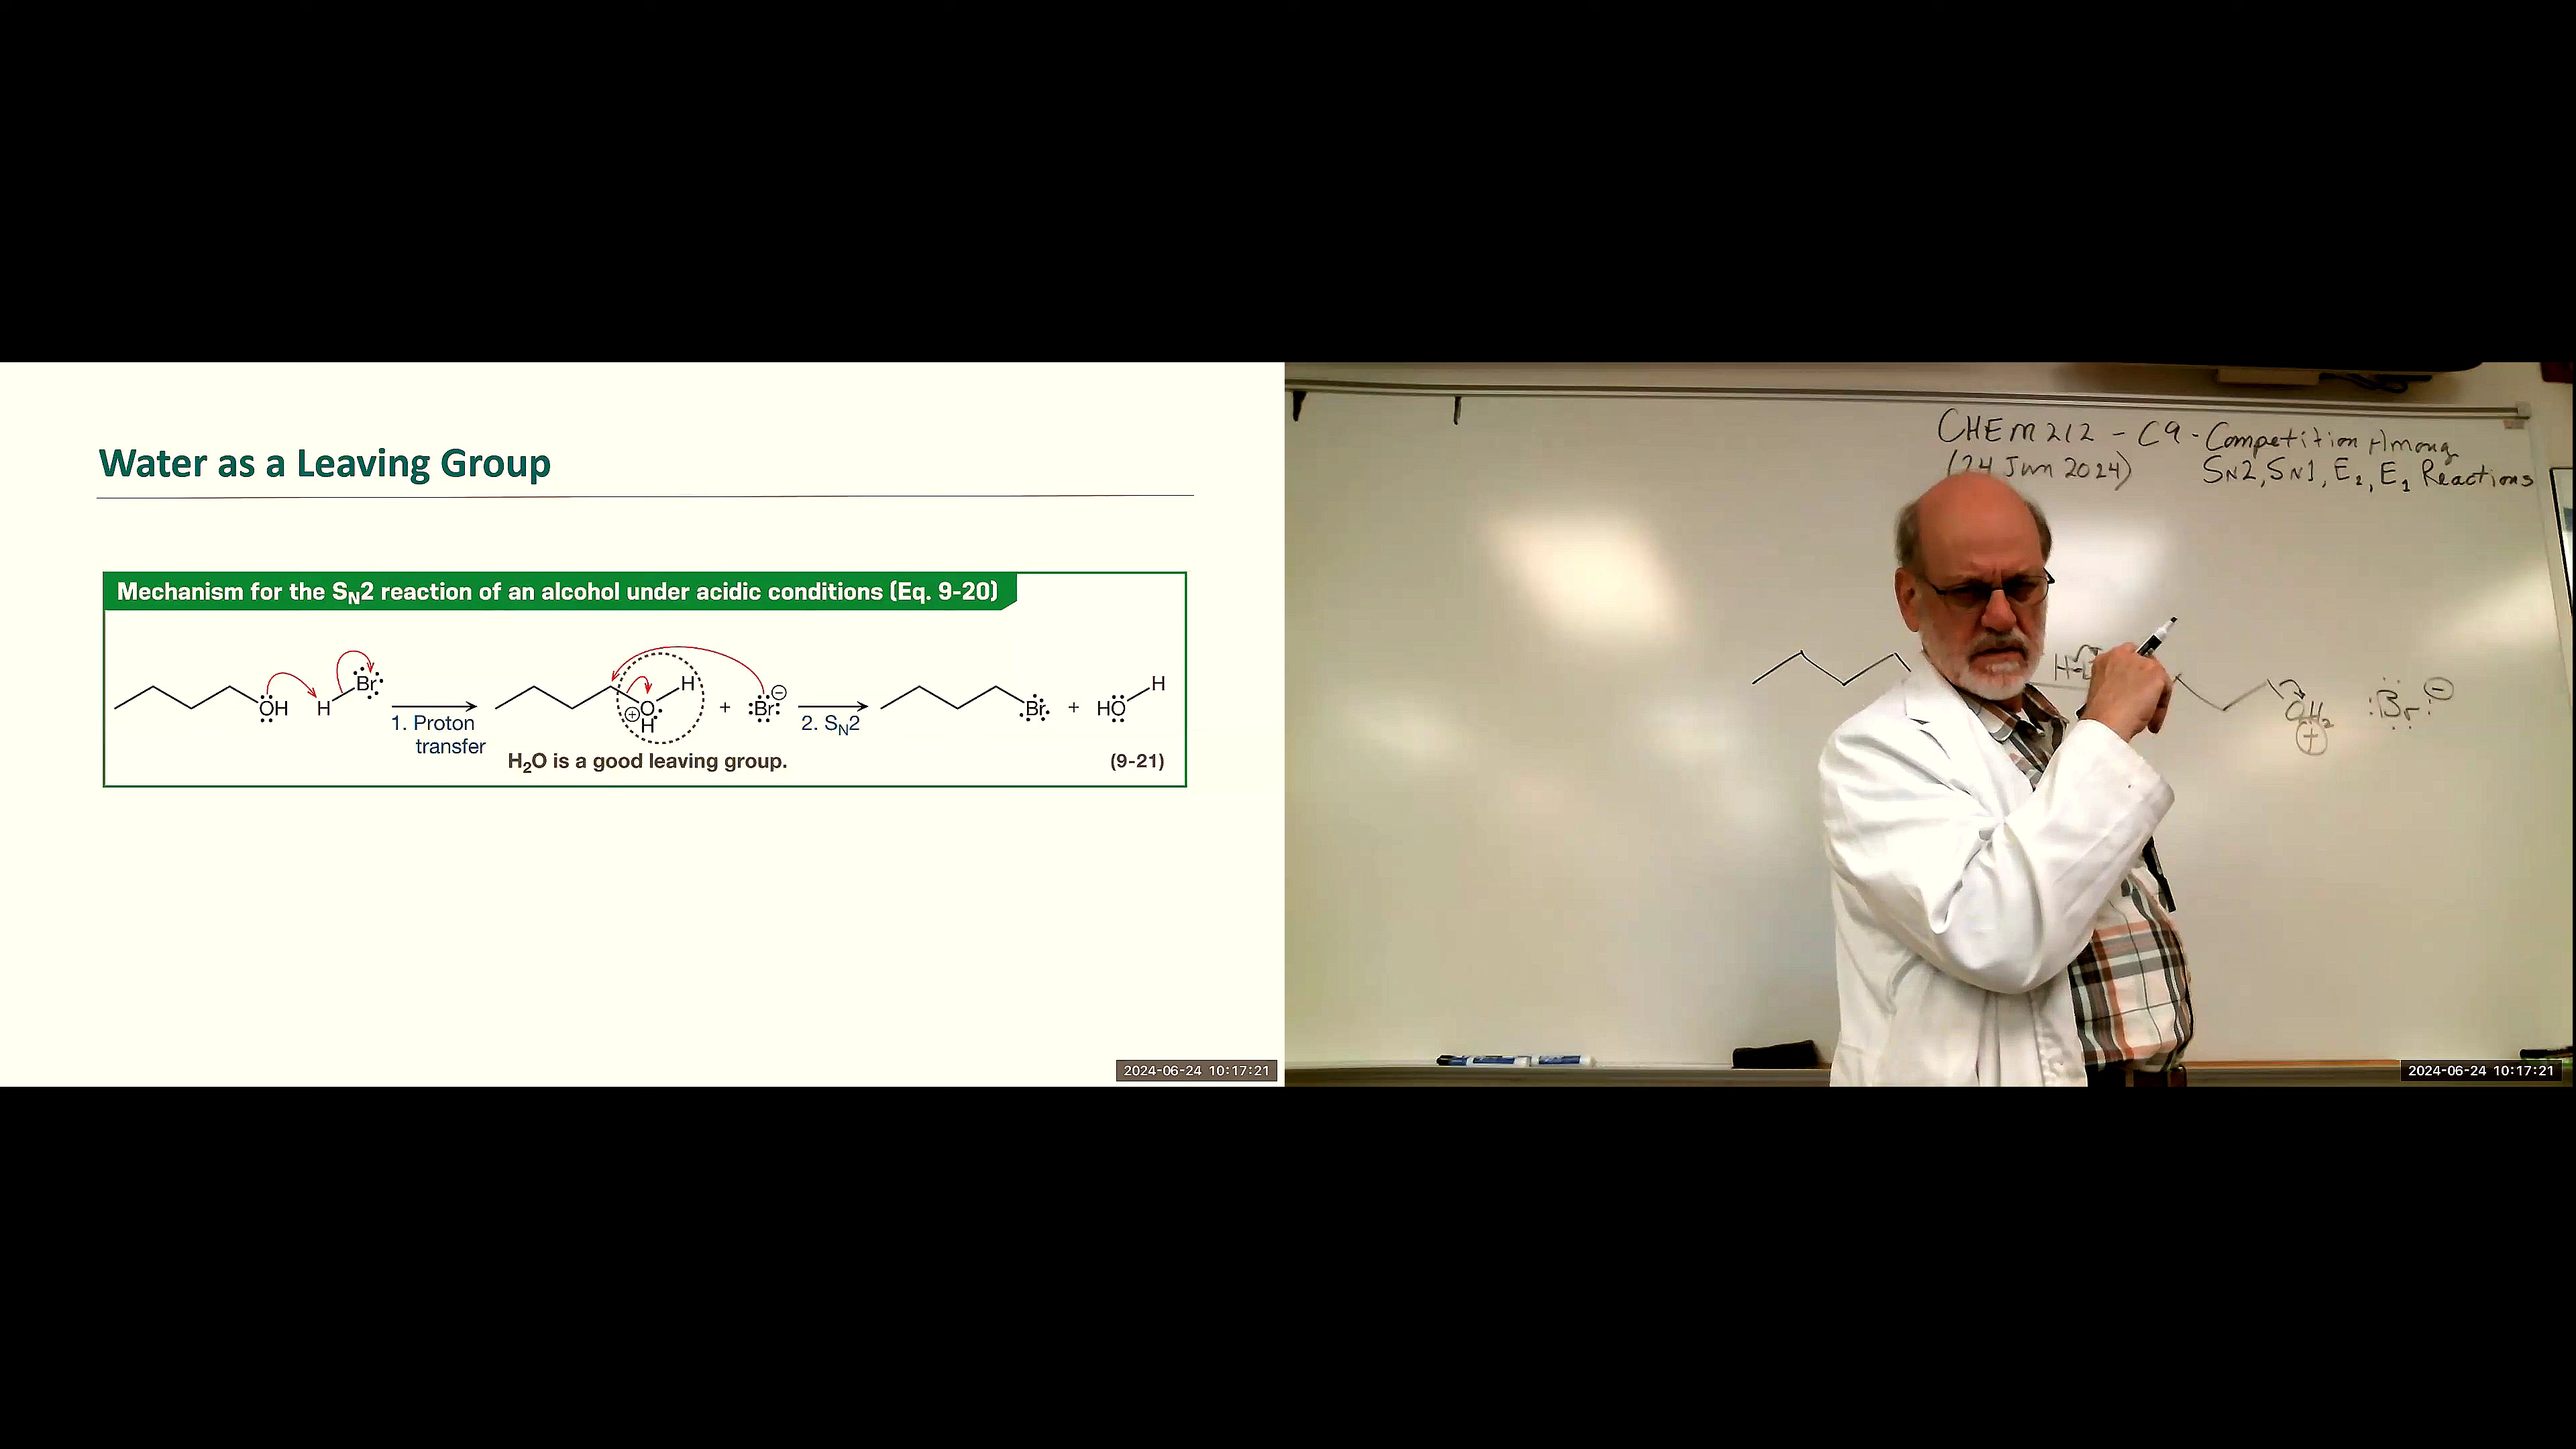 Water as a Leaving Group
Mechanism for the SN2 reaction of an alcohol under acidic conditions (Eq. 9-20)
ÖH H Br
1. Proton
transfer
H
⊕O
H
+ :Br: ⊖
2. SN2
Br + HO H
H2O is a good leaving group.
(9-21)
2024-06-24 10:17:21
CHEM 212 - C9 - Competition Among
(24 Jun 2024) SN2, SN1, E2, E1 Reactions
H
OH2
⊕
:Br: ⊖
2024-06-24 10:17:21